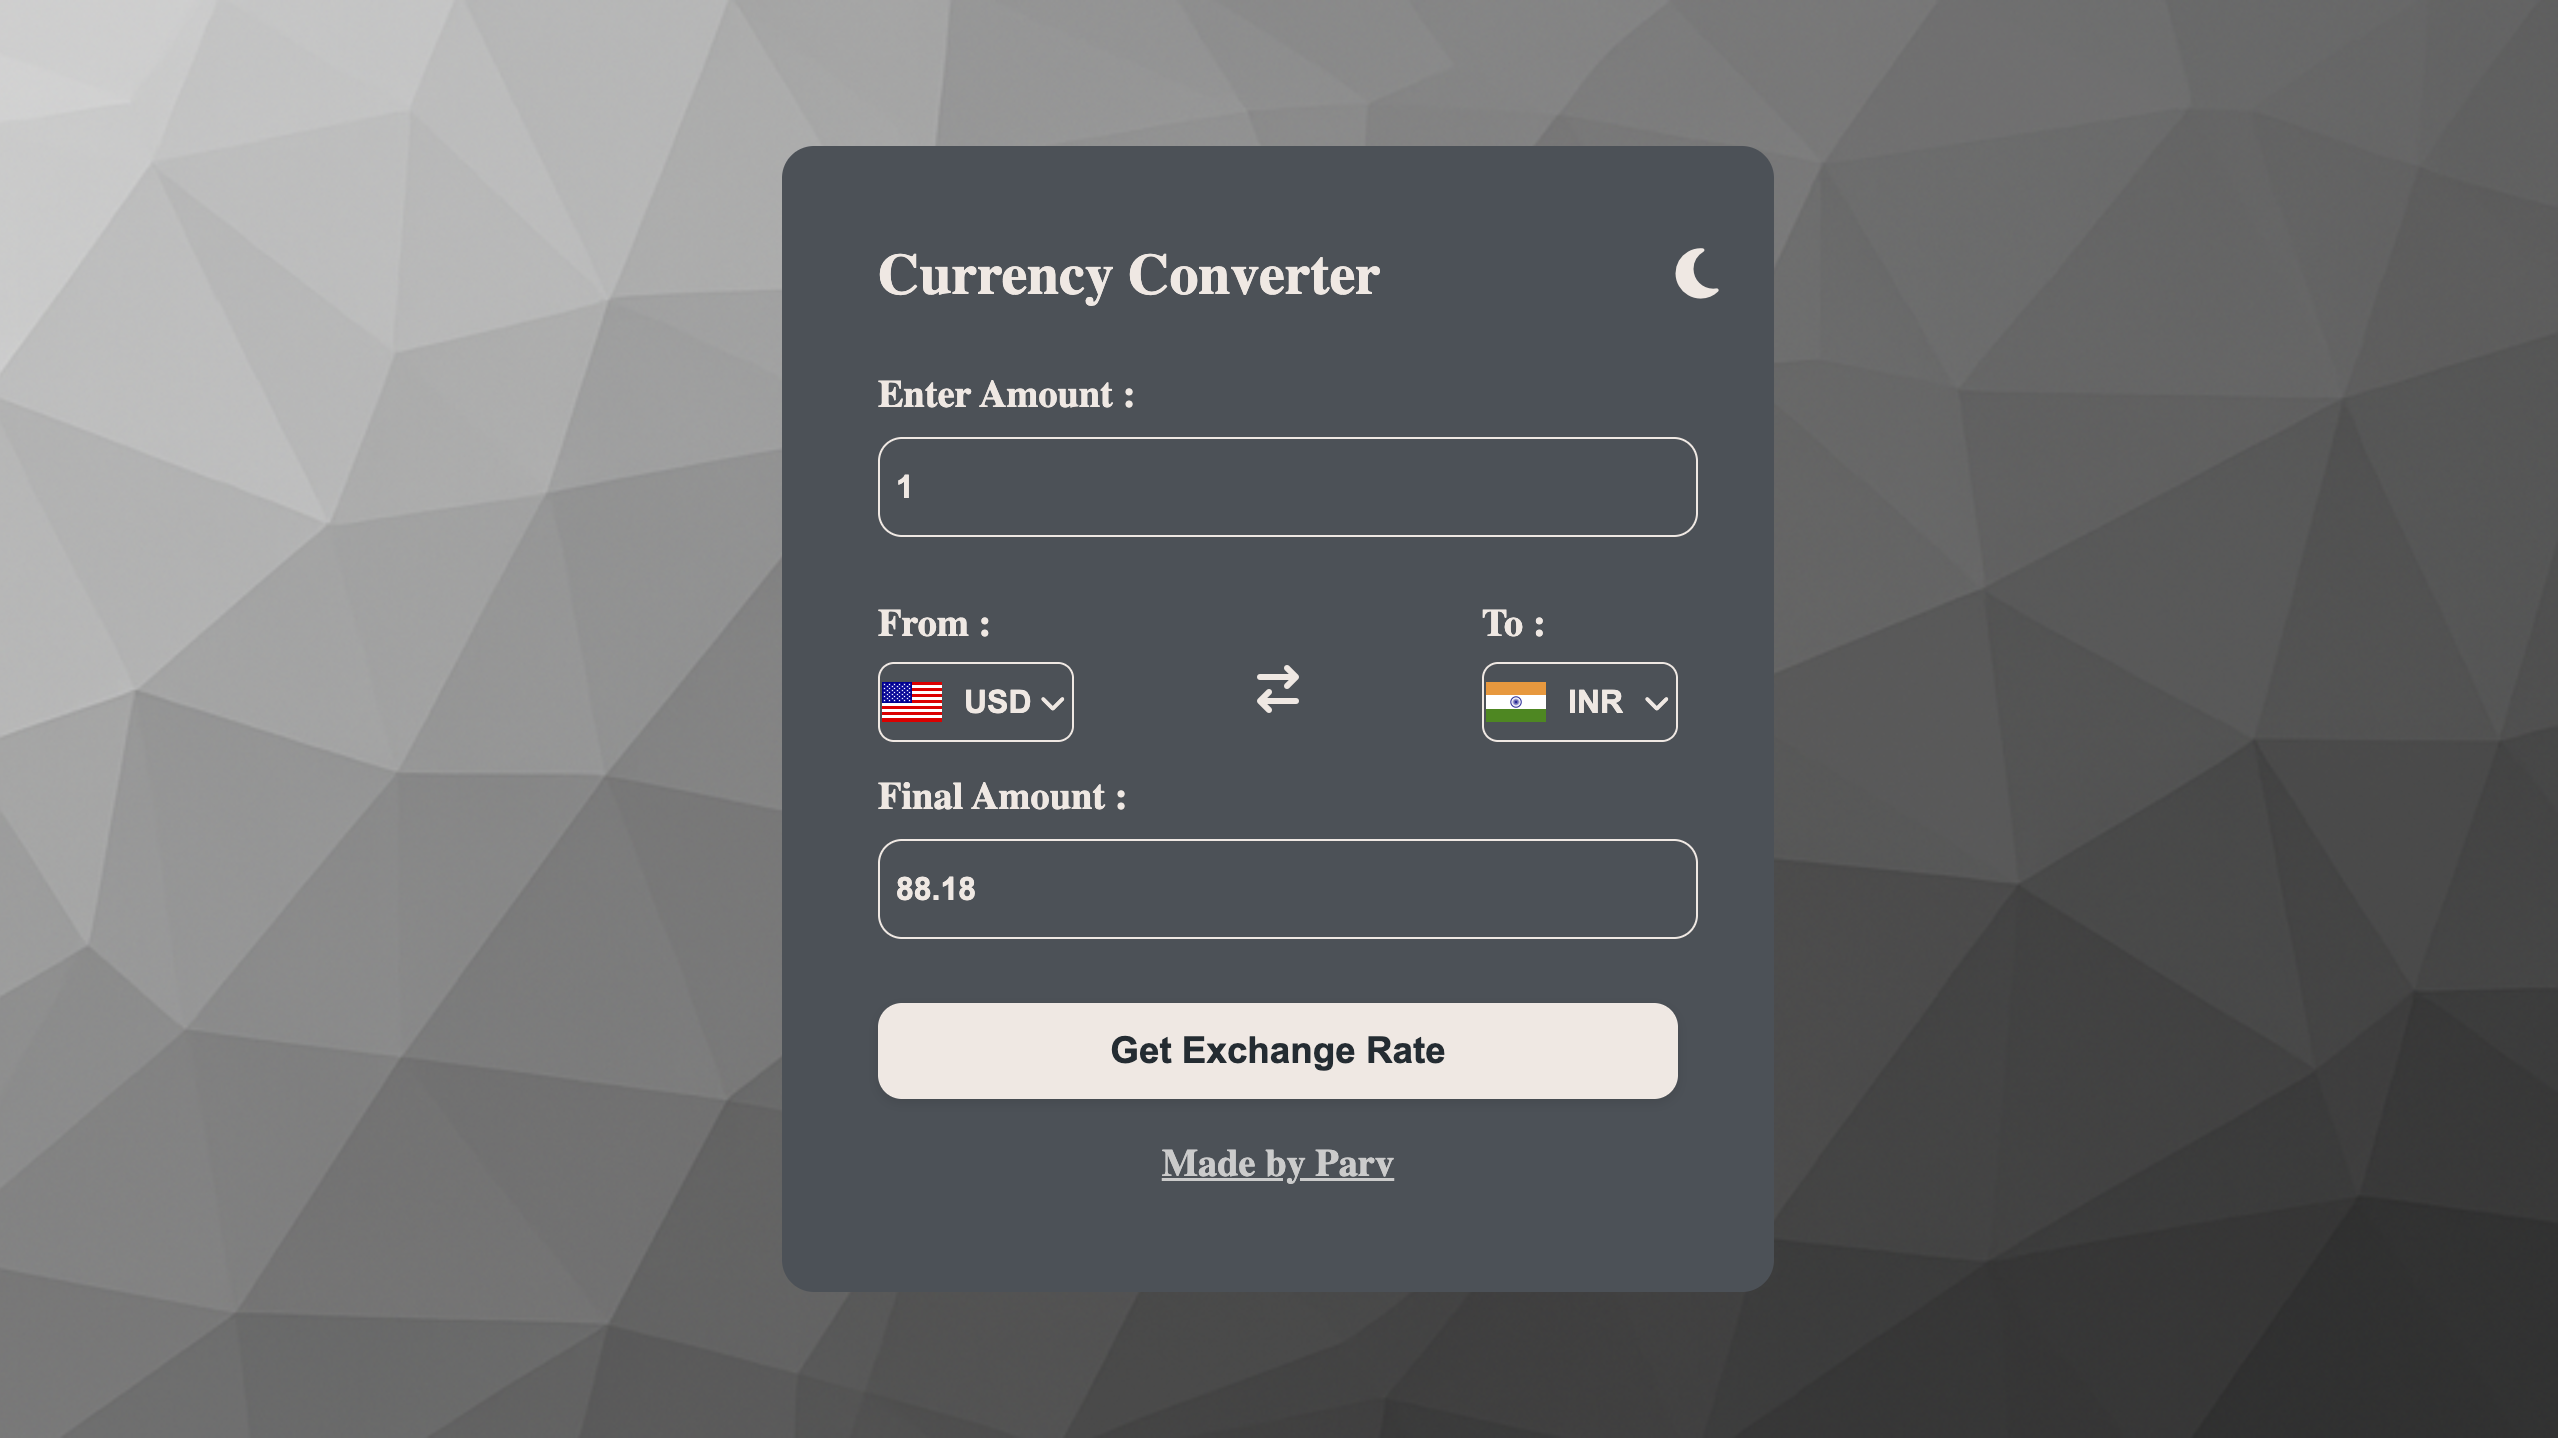 Currency Converter
Enter Amount :
1
From :
To :
USD
INR
Final Amount :
88.18
Get Exchange Rate
Made by Parv